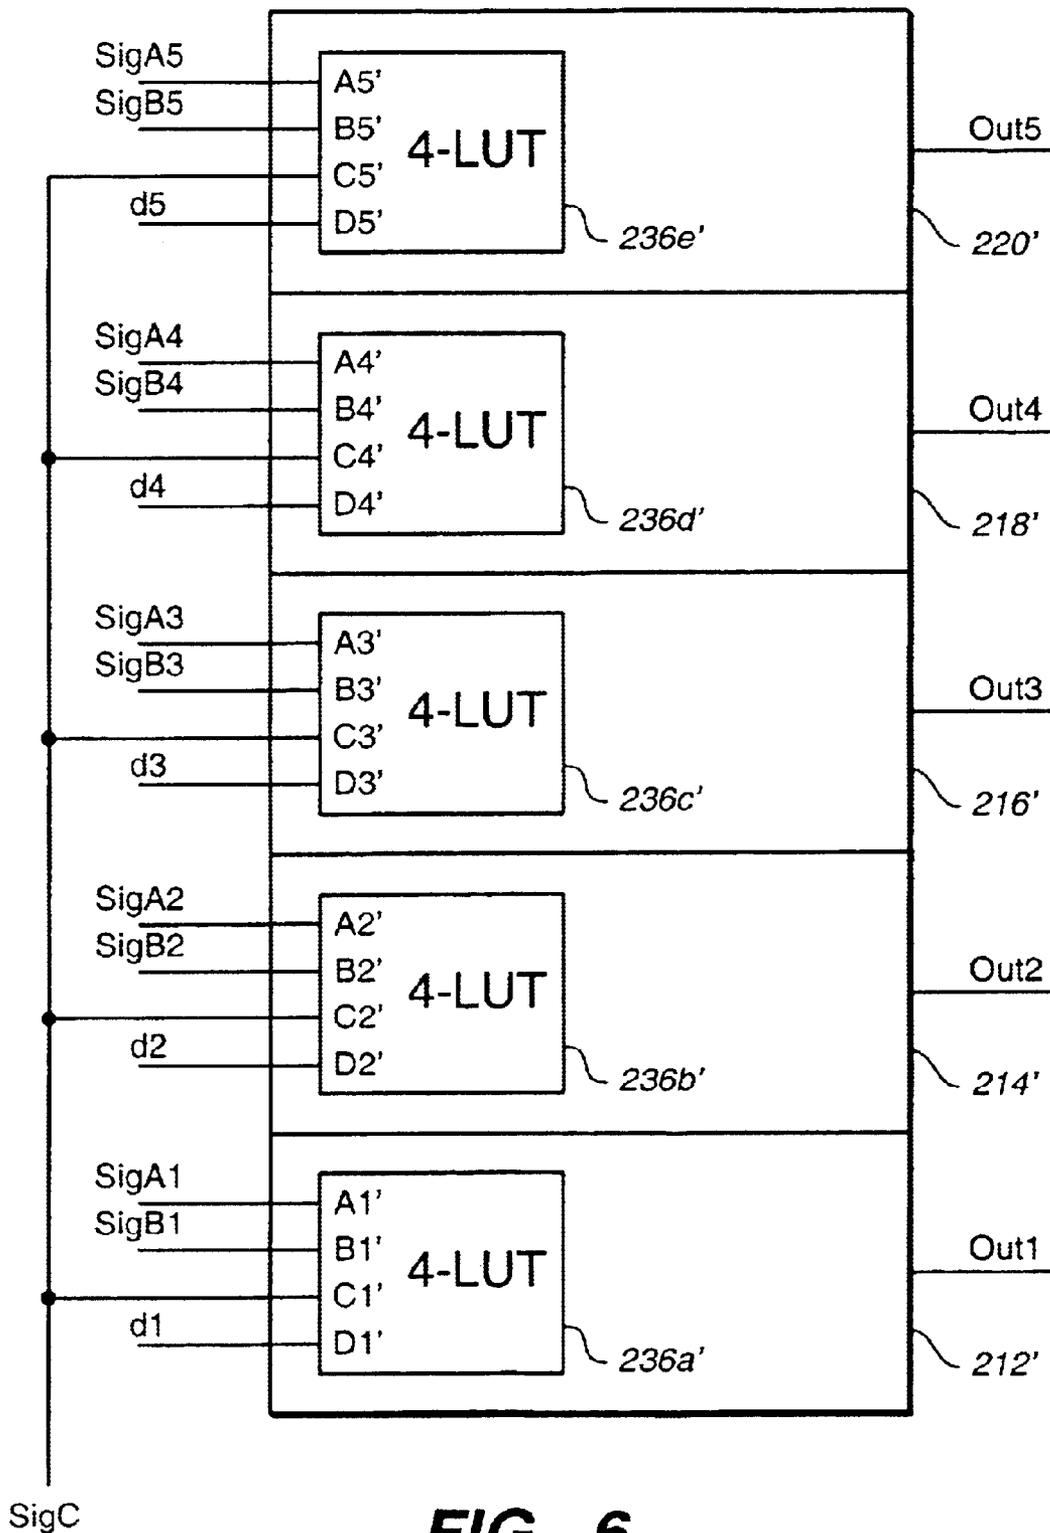 SigA5
A5'
SigB5
B5'
4-LUT
Out5
C5'
d5
D5'
236e'
220'
SigA4
A4'
SigB4
B4'
4-LUT
Out4
C4'
d4
D4'
236d'
218'
SigA3
A3'
SigB3
B3'
4-LUT
Out3
C3'
d3
D3'
236c'
216'
SigA2
A2'
SigB2
B2'
4-LUT
Out2
C2'
d2
D2'
236b'
214'
SigA1
A1'
SigB1
B1'
4-LUT
Out1
C1'
d1
D1'
236a'
212'
SigC
FIG. 6